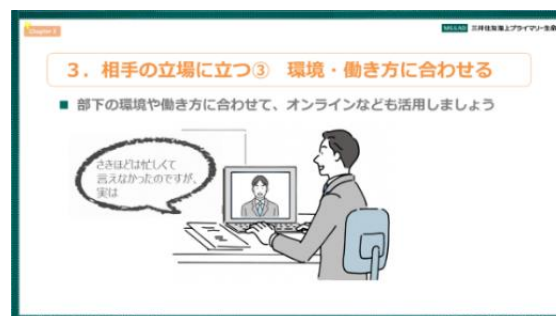 Chapter 3
MS&AD 三井住友海上プライマリー生命
３．相手の立場に立つ③　環境・働き方に合わせる
■ 部下の環境や働き方に合わせて、オンラインなども活用しましょう
さきほどは忙しくて
言えなかったのですが、
実は